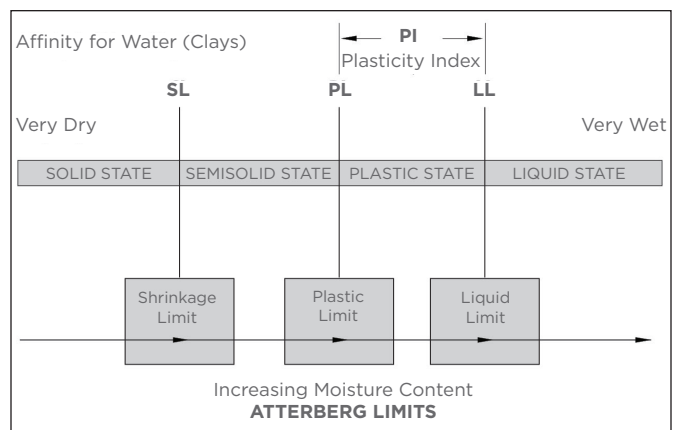 Affinity for Water (Clays)
PI
Plasticity Index
SL
PL
LL
Very Dry
Very Wet
SOLID STATE
SEMISOLID STATE
PLASTIC STATE
LIQUID STATE
Shrinkage
Limit
Plastic
Limit
Liquid
Limit
Increasing Moisture Content
ATTERBERG LIMITS